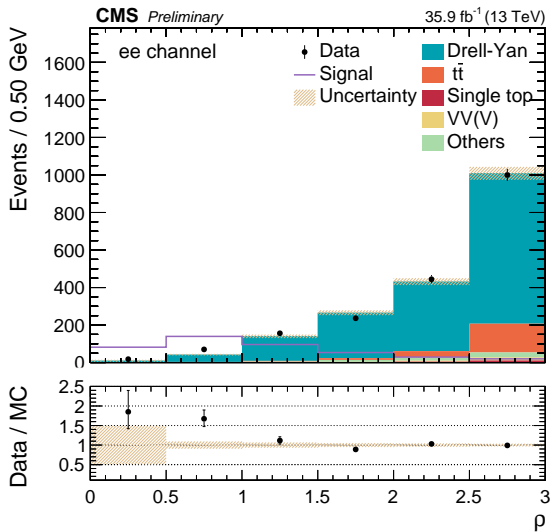 CMS Preliminary 35.9 fb⁻¹ (13 TeV)
ee channel
Data
Signal
Uncertainty
Drell-Yan
tt̄
Single top
VV(V)
Others
Events / 0.50 GeV
1600
1400
1200
1000
800
600
400
200
0
Data / MC
2.5
2
1.5
1
0.5
0 0.5 1 1.5 2 2.5 3
ρ